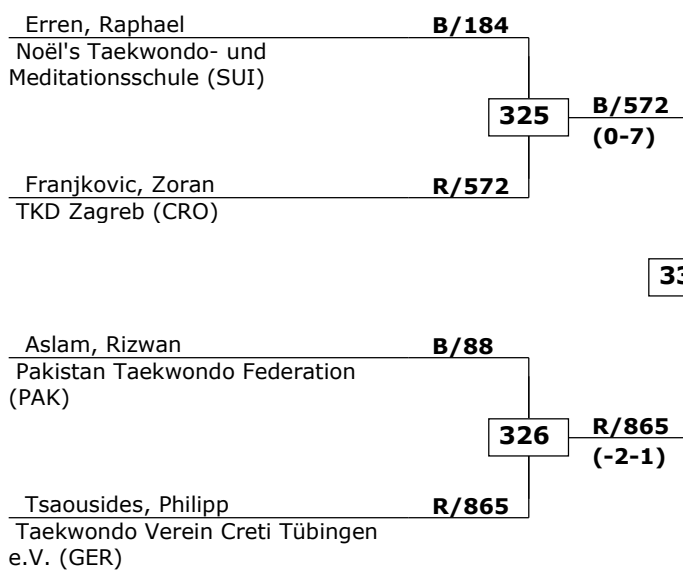 Erren, Raphael B/184
Noël's Taekwondo- und
Meditationsschule (SUI)
325 B/572
(0-7)
Franjkovic, Zoran R/572
TKD Zagreb (CRO)
33
Aslam, Rizwan B/88
Pakistan Taekwondo Federation
(PAK)
326 R/865
(-2-1)
Tsaousides, Philipp R/865
Taekwondo Verein Creti Tübingen
e.V. (GER)